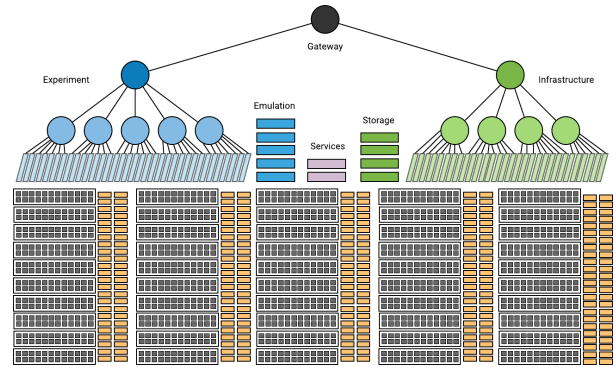 Gateway
Experiment
Infrastructure
Emulation
Storage
Services